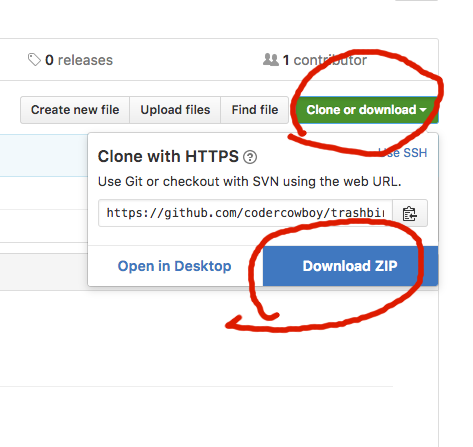 0 releases
1 contributor
Create new file
Upload files
Find file
Clone or download
Clone with HTTPS
Use SSH
Use Git or checkout with SVN using the web URL.
https://github.com/codercowboy/trashbi
Open in Desktop
Download ZIP